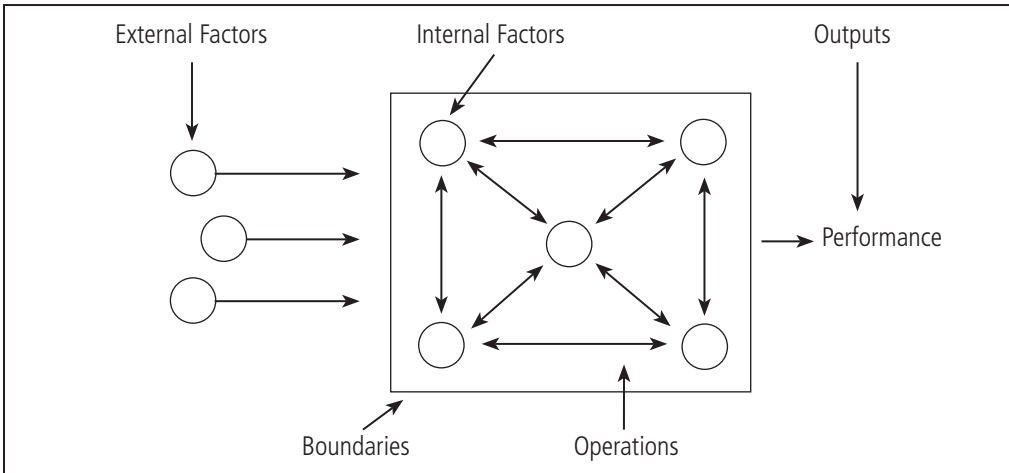 External Factors
Internal Factors
Outputs
Performance
Boundaries
Operations